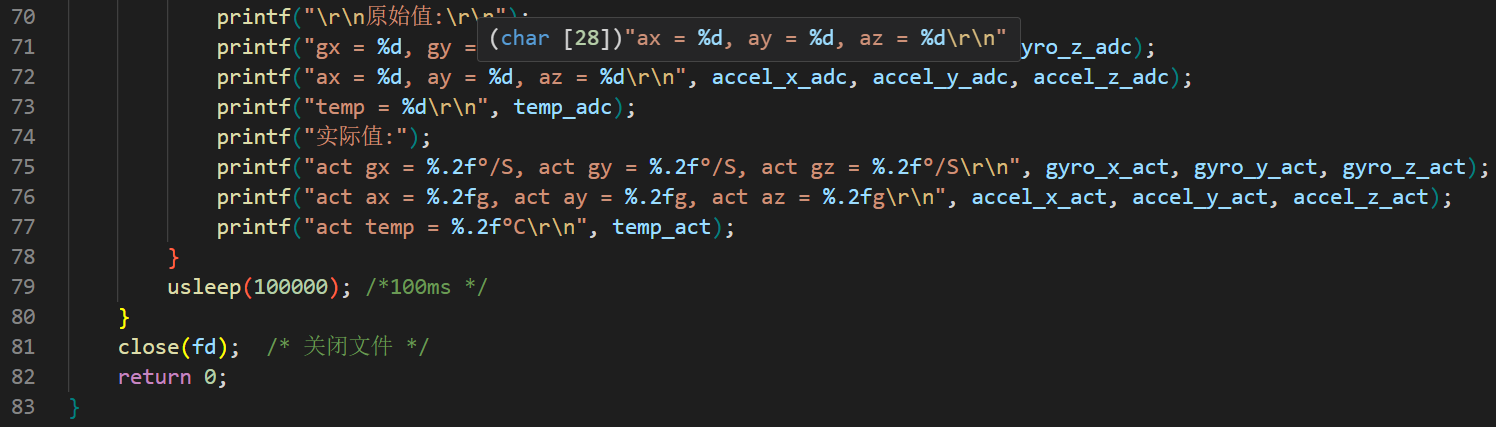 70 printf("\r\n原始值:\r\n");
(char [28])"ax = %d, ay = %d, az = %d\r\n"
71 printf("gx = %d, gy = yro_z_adc);
72 printf("ax = %d, ay = %d, az = %d\r\n", accel_x_adc, accel_y_adc, accel_z_adc);
73 printf("temp = %d\r\n", temp_adc);
74 printf("实际值:");
75 printf("act gx = %.2f°/S, act gy = %.2f°/S, act gz = %.2f°/S\r\n", gyro_x_act, gyro_y_act, gyro_z_act);
76 printf("act ax = %.2fg, act ay = %.2fg, act az = %.2fg\r\n", accel_x_act, accel_y_act, accel_z_act);
77 printf("act temp = %.2f°C\r\n", temp_act);
78 }
79 usleep(100000); /*100ms */
80 }
81 close(fd); /* 关闭文件 */
82 return 0;
83 }